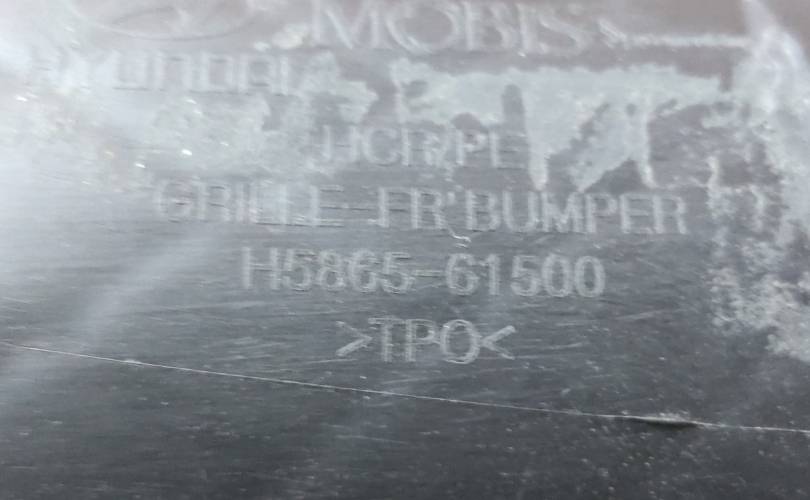 MOBIS
HYUNDAI
HCR/PE
GRILLE-FR BUMPER
H5865-61500
>TPO<